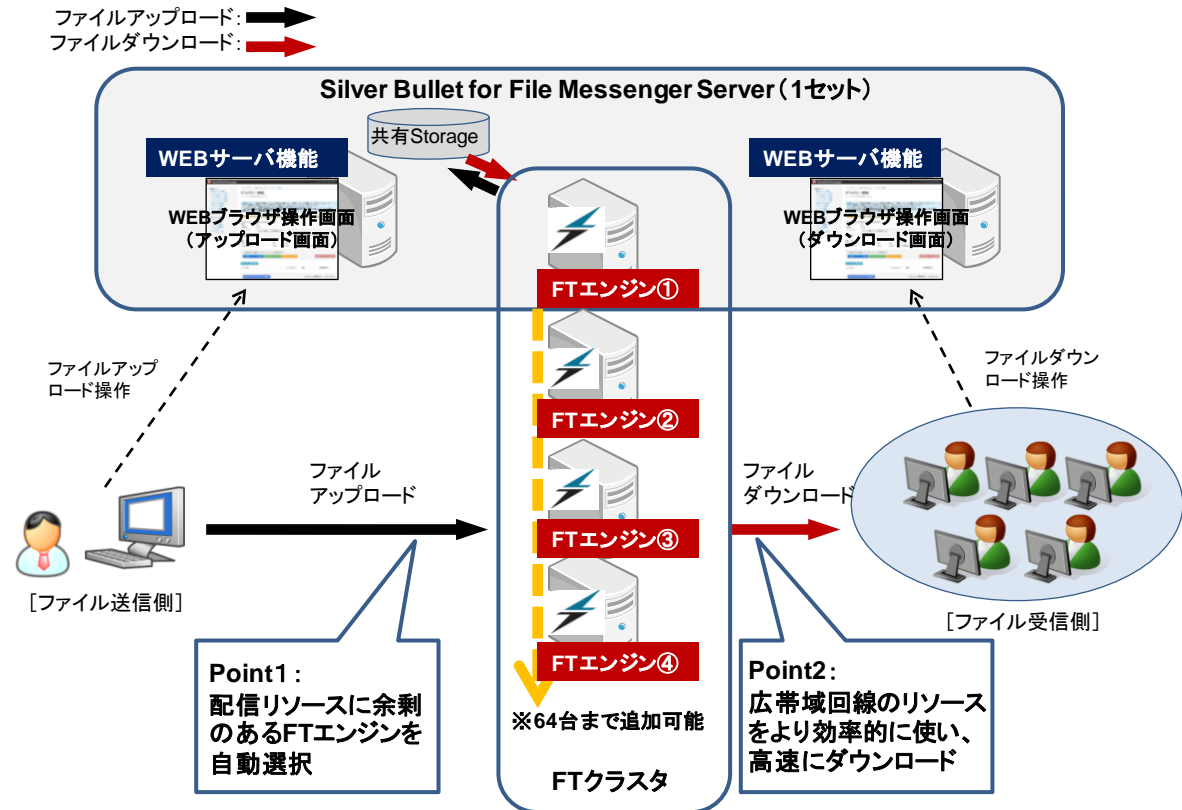 ファイルアップロード：
ファイルダウンロード：
Silver Bullet for File Messenger Server（1セット）
共有Storage
WEBサーバ機能
WEBブラウザ操作画面
（アップロード画面）
WEBサーバ機能
WEBブラウザ操作画面
（ダウンロード画面）
FTエンジン①
FTエンジン②
FTエンジン③
FTエンジン④
※64台まで追加可能
FTクラスタ
ファイルアップ
ロード操作
ファイルダウン
ロード操作
ファイル
アップロード
ファイル
ダウンロード
［ファイル送信側］
［ファイル受信側］
Point1：
配信リソースに余剰
のあるFTエンジンを
自動選択
Point2：
広帯域回線のリソース
をより効率的に使い、
高速にダウンロード